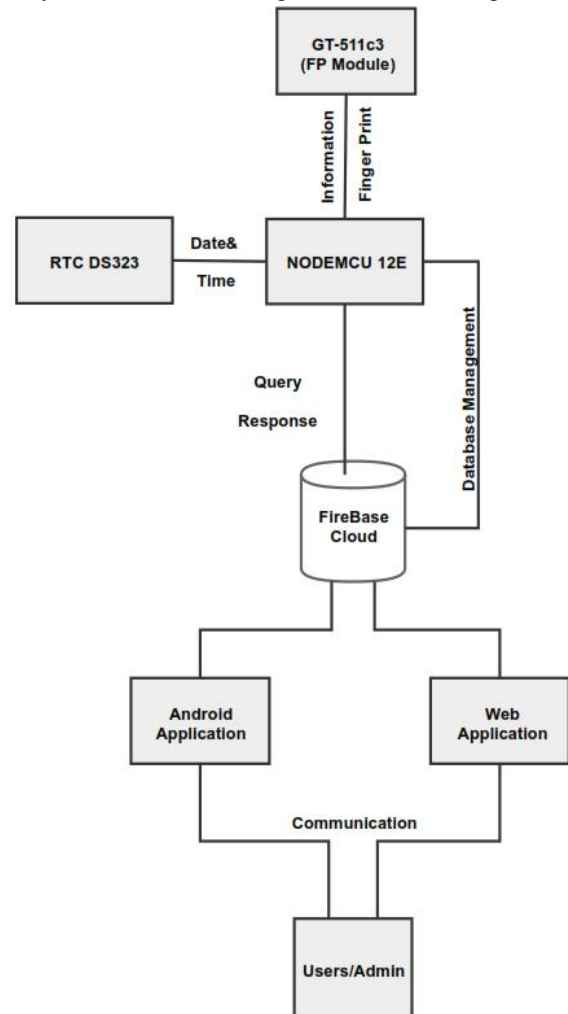 GT-511c3
(FP Module)
Information
Finger Print
RTC DS323
Date&
Time
NODEMCU 12E
Query
Response
Database Management
FireBase
Cloud
Android
Application
Web
Application
Communication
Users/Admin